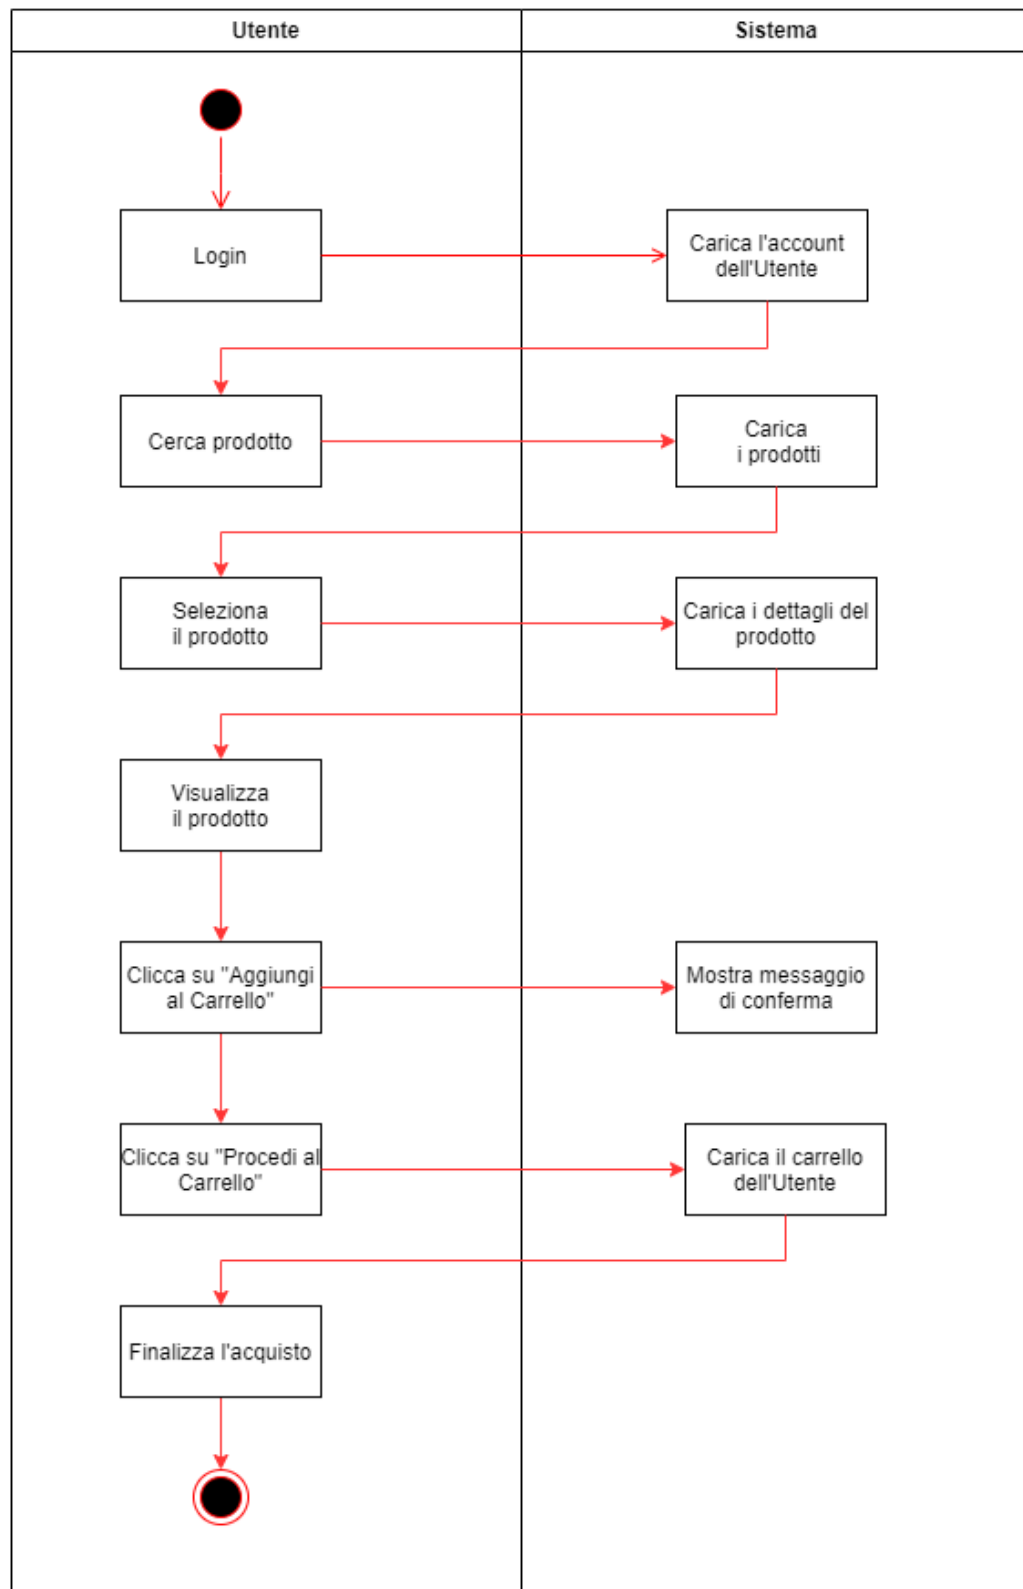 Utente
Sistema
Login
Carica l'account
dell'Utente
Cerca prodotto
Carica
i prodotti
Seleziona
il prodotto
Carica i dettagli del
prodotto
Visualizza
il prodotto
Clicca su "Aggiungi
al Carrello"
Mostra messaggio
di conferma
Clicca su "Procedi al
Carrello"
Carica il carrello
dell'Utente
Finalizza l'acquisto